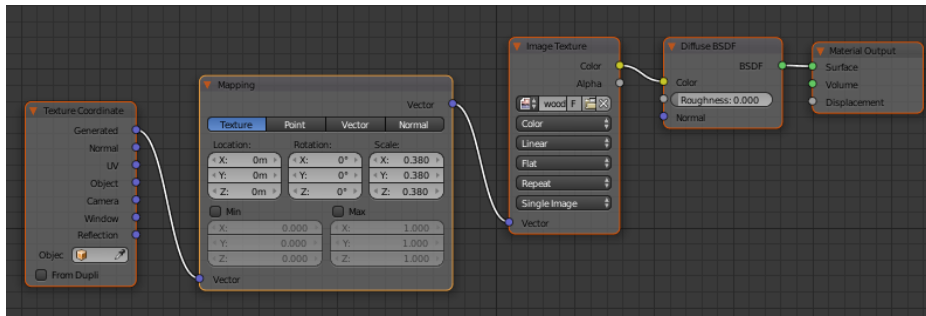 Texture Coordinate
Generated
Normal
UV
Object
Camera
Window
Reflection
Objec
From Dupli
Mapping
Vector
Texture Point Vector Normal
Location: Rotation: Scale:
X: 0m X: 0° X: 0.380
Y: 0m Y: 0° Y: 0.380
Z: 0m Z: 0° Z: 0.380
Min Max
X: 0.000 X: 1.000
Y: 0.000 Y: 1.000
Z: 0.000 Z: 1.000
Vector
Image Texture
Color
Alpha
wood F
Color
Linear
Flat
Repeat
Single Image
Vector
Diffuse BSDF
BSDF
Color
Roughness: 0.000
Normal
Material Output
Surface
Volume
Displacement